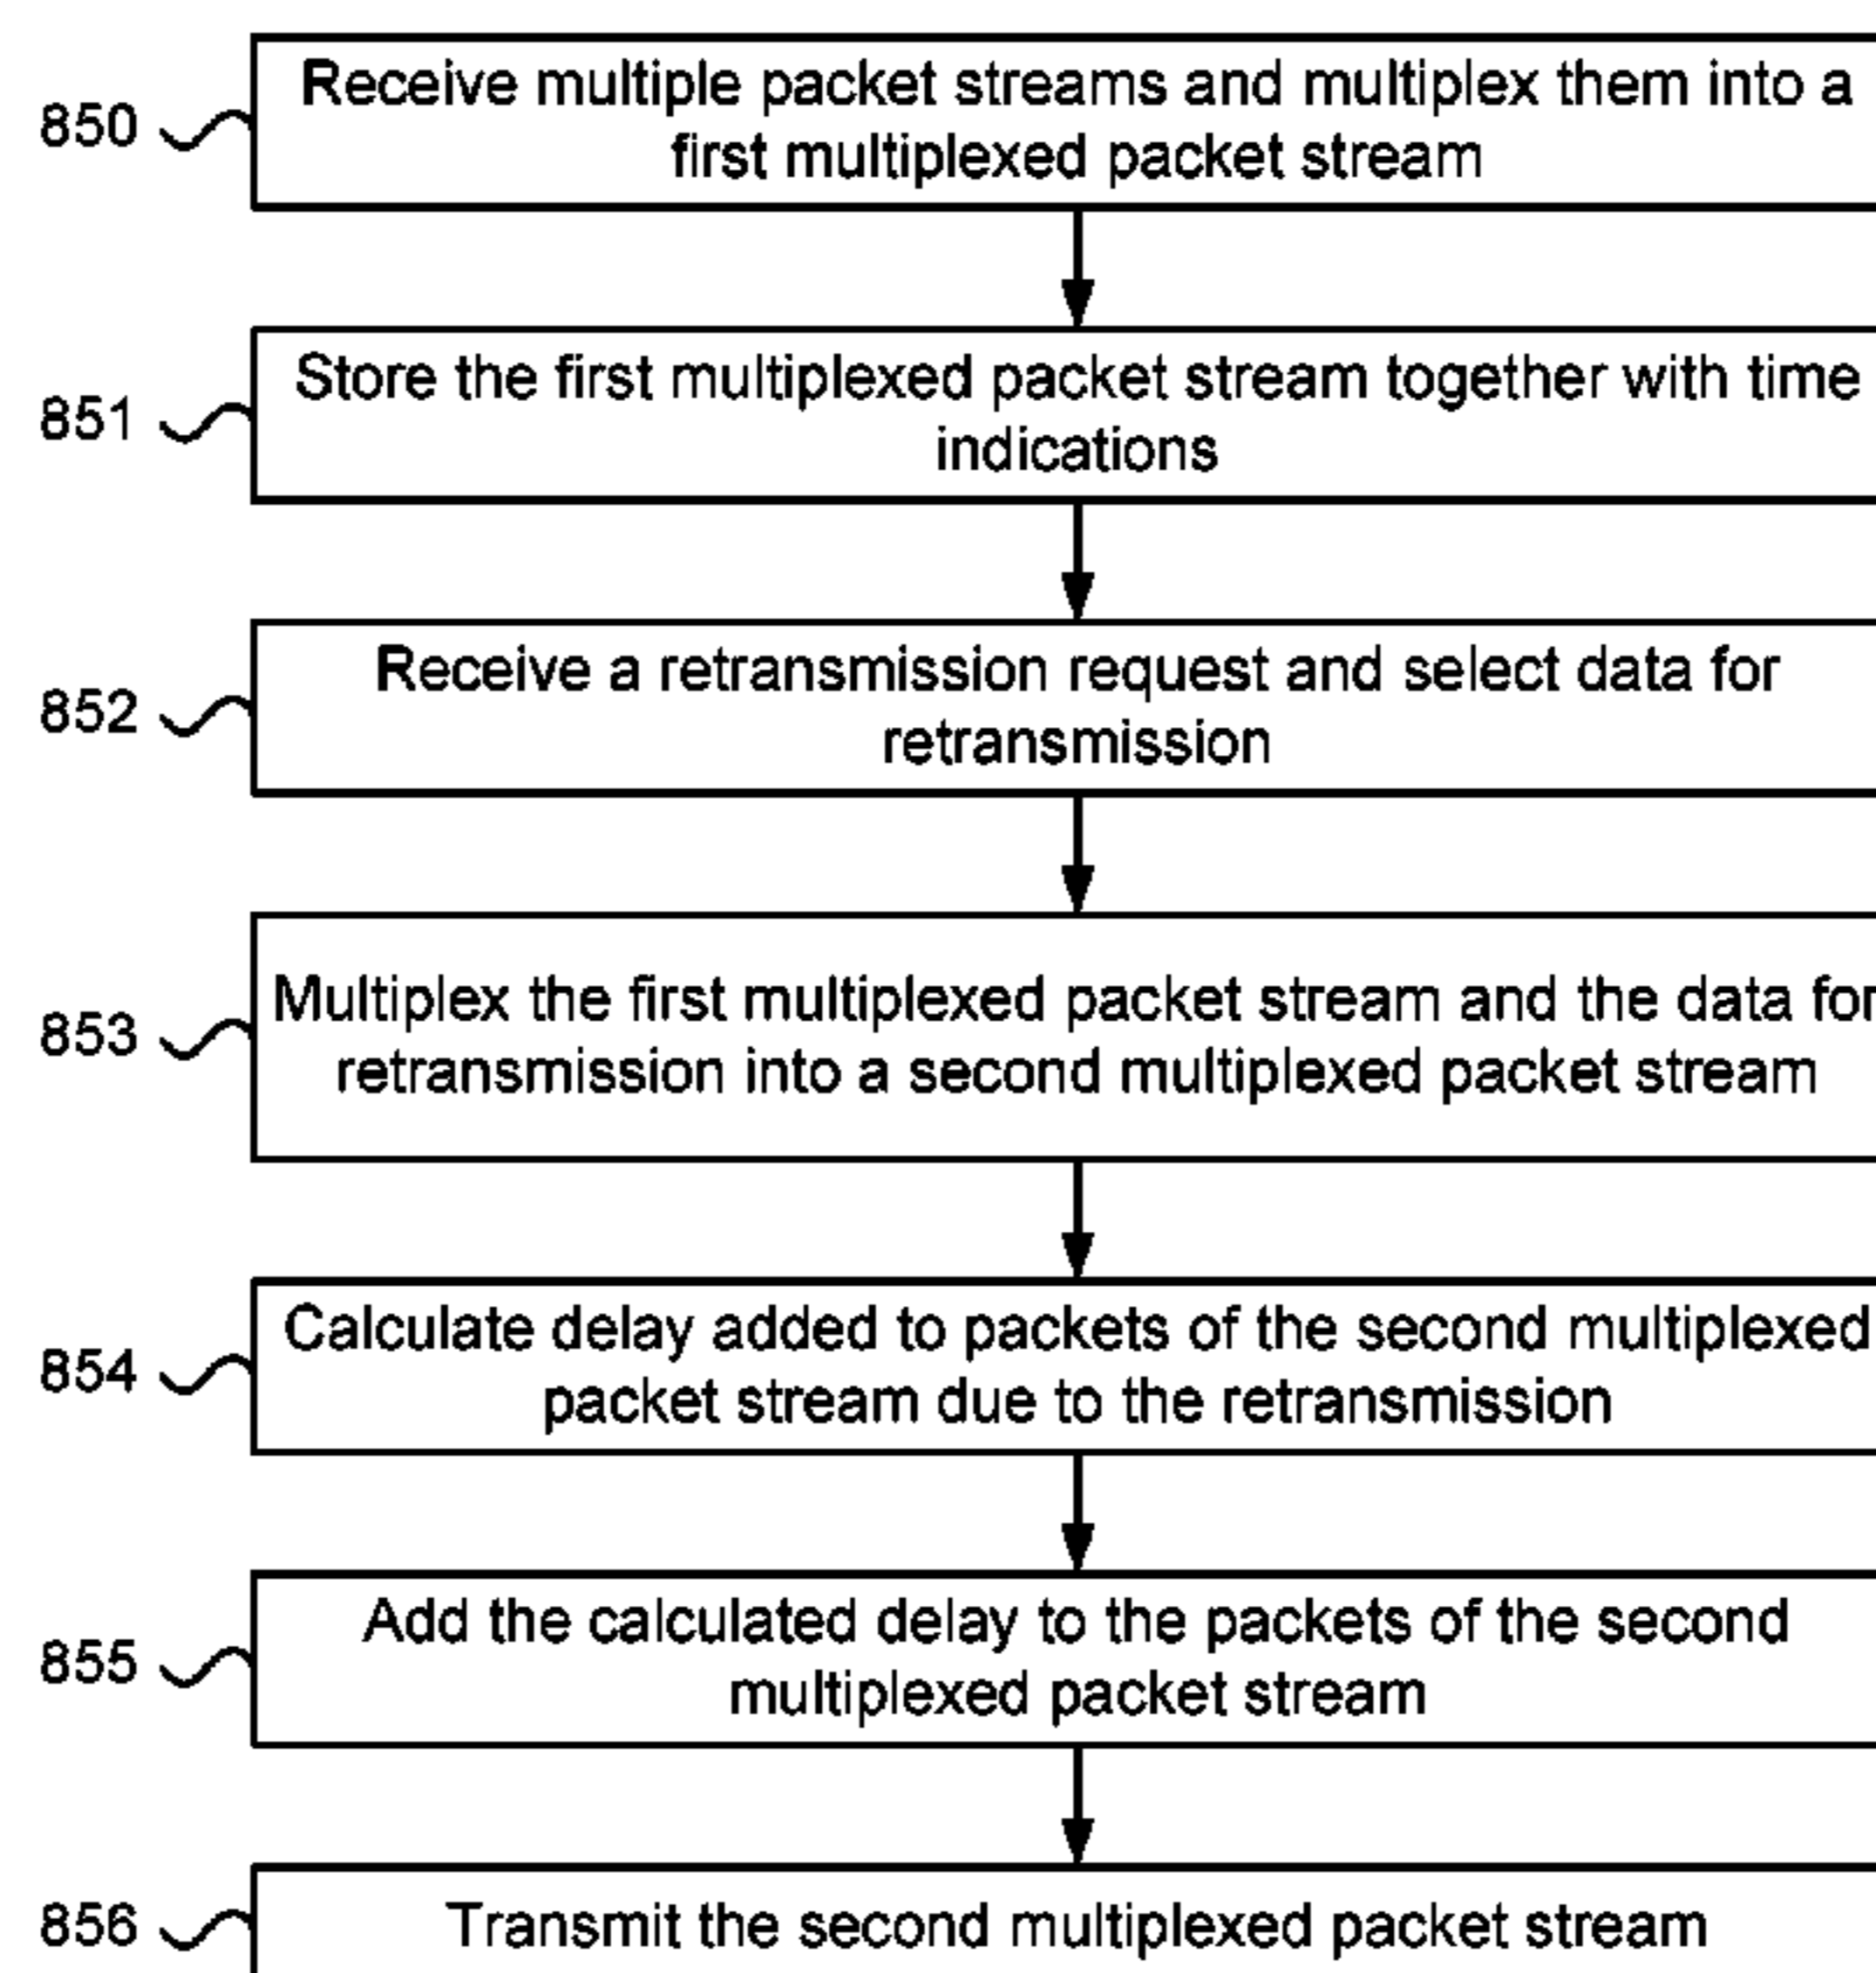 850
Receive multiple packet streams and multiplex them into a
first multiplexed packet stream
851
Store the first multiplexed packet stream together with time
indications
852
Receive a retransmission request and select data for
retransmission
853
Multiplex the first multiplexed packet stream and the data for
retransmission into a second multiplexed packet stream
854
Calculate delay added to packets of the second multiplexed
packet stream due to the retransmission
855
Add the calculated delay to the packets of the second
multiplexed packet stream
856
Transmit the second multiplexed packet stream